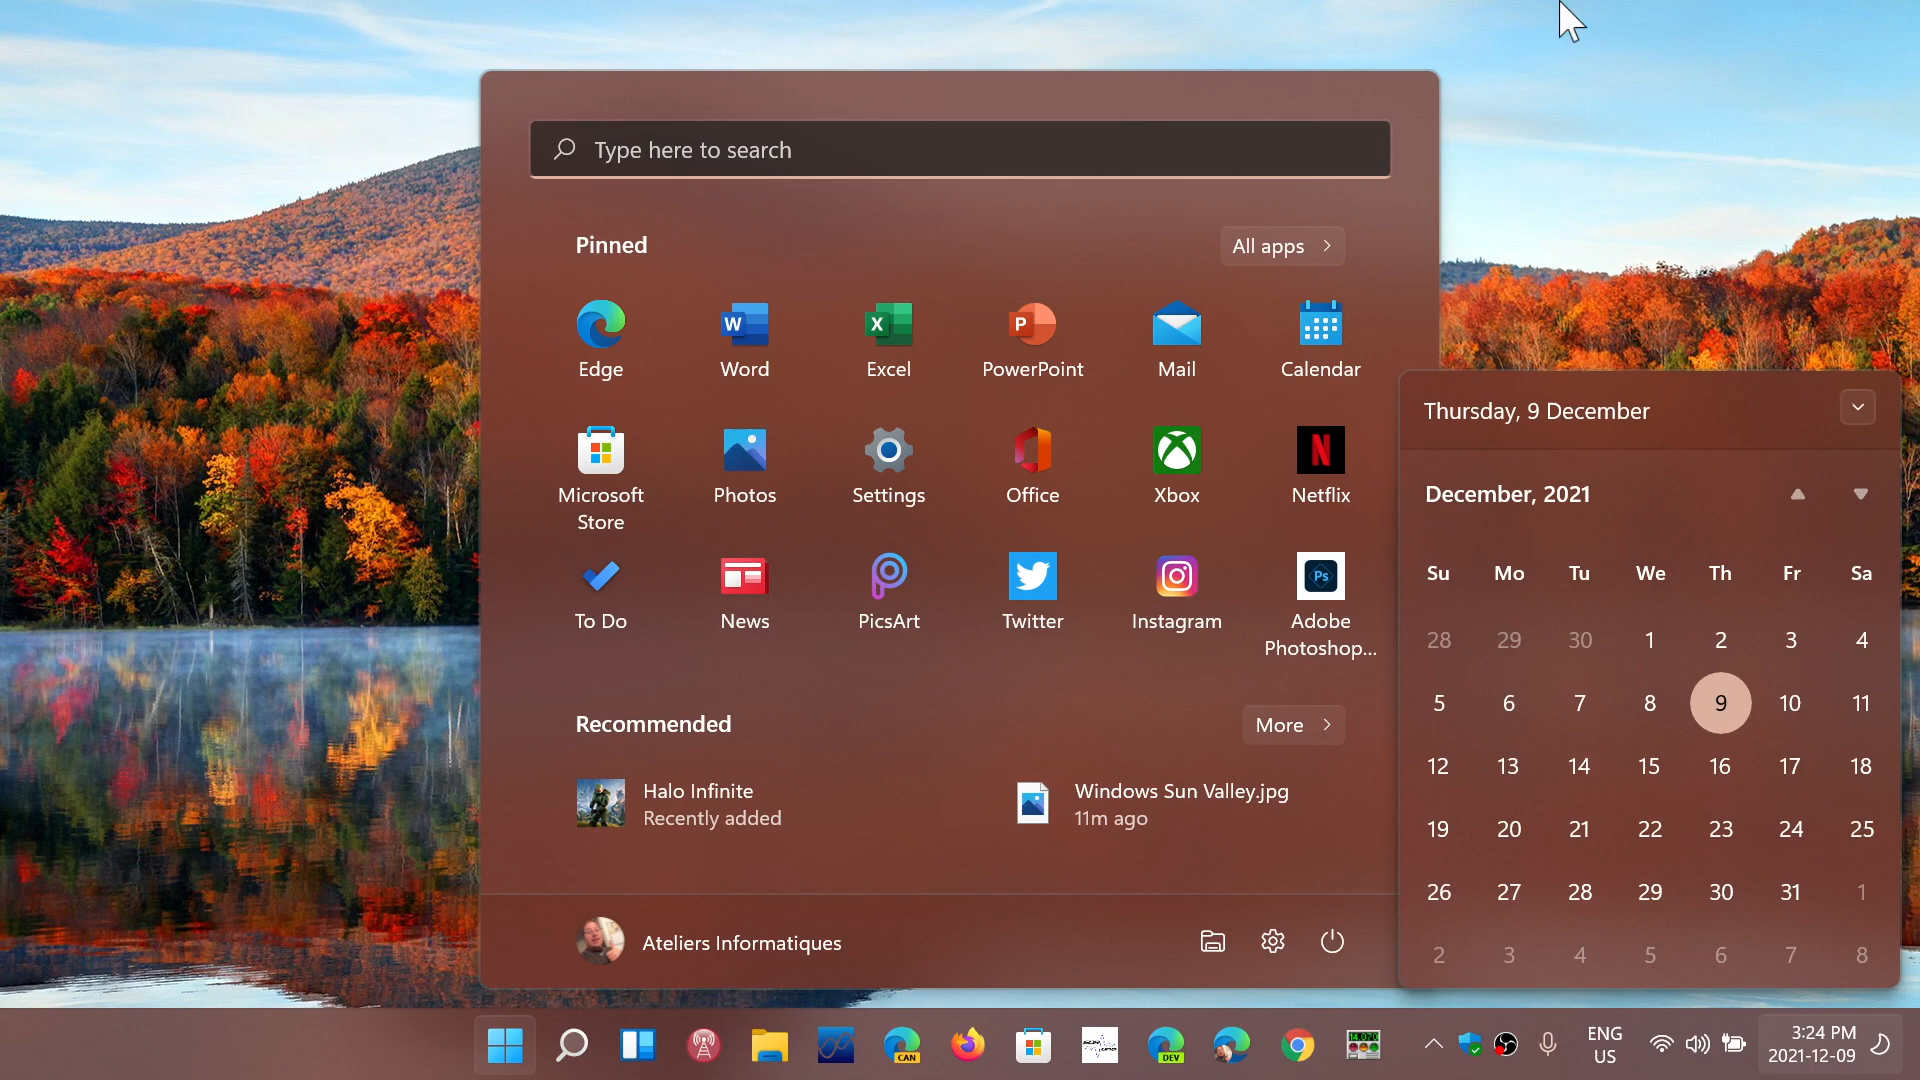 Type here to search
Pinned
All apps
Edge
Word
Excel
PowerPoint
Mail
Calendar
Microsoft
Store
Photos
Settings
Office
Xbox
Netflix
To Do
News
PicsArt
Twitter
Instagram
Adobe
Photoshop...
Recommended
More
Halo Infinite
Recently added
Windows Sun Valley.jpg
11m ago
Ateliers Informatiques
Thursday, 9 December
December, 2021
Su Mo Tu We Th Fr Sa
28 29 30 1 2 3 4
5 6 7 8 9 10 11
12 13 14 15 16 17 18
19 20 21 22 23 24 25
26 27 28 29 30 31 1
2 3 4 5 6 7 8
W
X
P
N
Ps
CAN
DEV
ENG
US
3:24 PM
2021-12-09